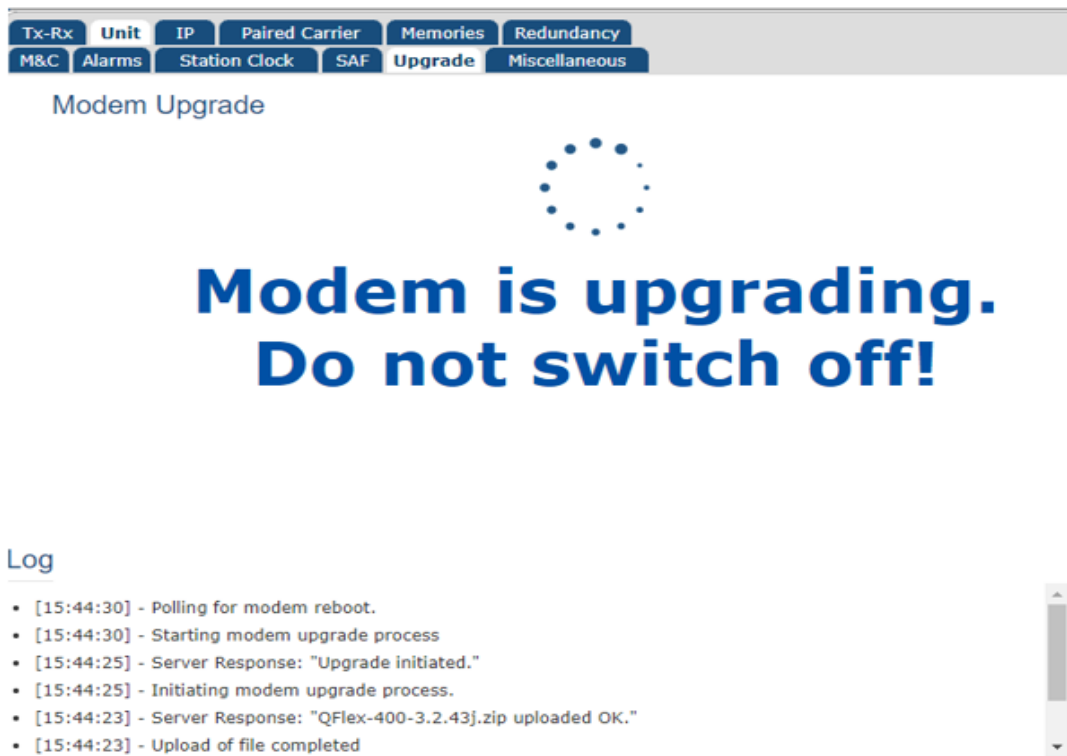 Tx-Rx Unit IP Paired Carrier Memories Redundancy
M&C Alarms Station Clock SAF Upgrade Miscellaneous
Modem Upgrade
Modem is upgrading.
Do not switch off!
Log
• [15:44:30] - Polling for modem reboot.
• [15:44:30] - Starting modem upgrade process
• [15:44:25] - Server Response: "Upgrade initiated."
• [15:44:25] - Initiating modem upgrade process.
• [15:44:23] - Server Response: "QFlex-400-3.2.43j.zip uploaded OK."
• [15:44:23] - Upload of file completed